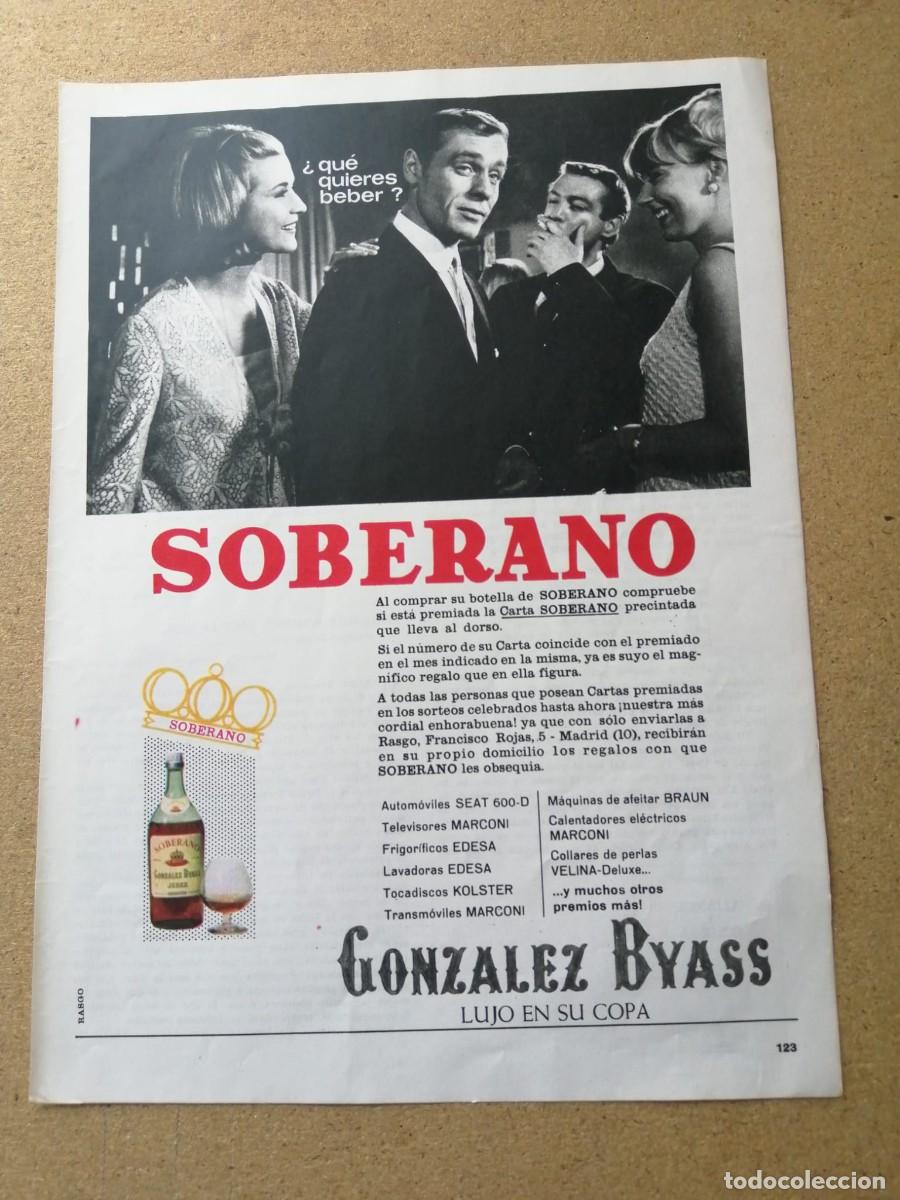 ¿ qué
quieres
beber ?
SOBERANO
Al comprar su botella de SOBERANO compruebe
si está premiada la Carta SOBERANO precintada
que lleva al dorso.
Si el número de su Carta coincide con el premiado
en el mes indicado en la misma, ya es suyo el mag-
nífico regalo que en ella figura.
A todas las personas que posean Cartas premiadas
en los sorteos celebrados hasta ahora ¡nuestra más
cordial enhorabuena! ya que con sólo enviarlas a
Rasgo, Francisco Rojas, 5 - Madrid (10), recibirán
en su propio domicilio los regalos con que
SOBERANO les obsequia.
SOBERANO
SOBERANO
GONZALEZ BYASS
JEREZ
Automóviles SEAT 600-D
Televisores MARCONI
Frigoríficos EDESA
Lavadoras EDESA
Tocadiscos KOLSTER
Transmóviles MARCONI
Máquinas de afeitar BRAUN
Calentadores eléctricos
MARCONI
Collares de perlas
VELINA-Deluxe...
...y muchos otros
premios más!
GONZALEZ BYASS
LUJO EN SU COPA
RASGO
123
todocoleccion